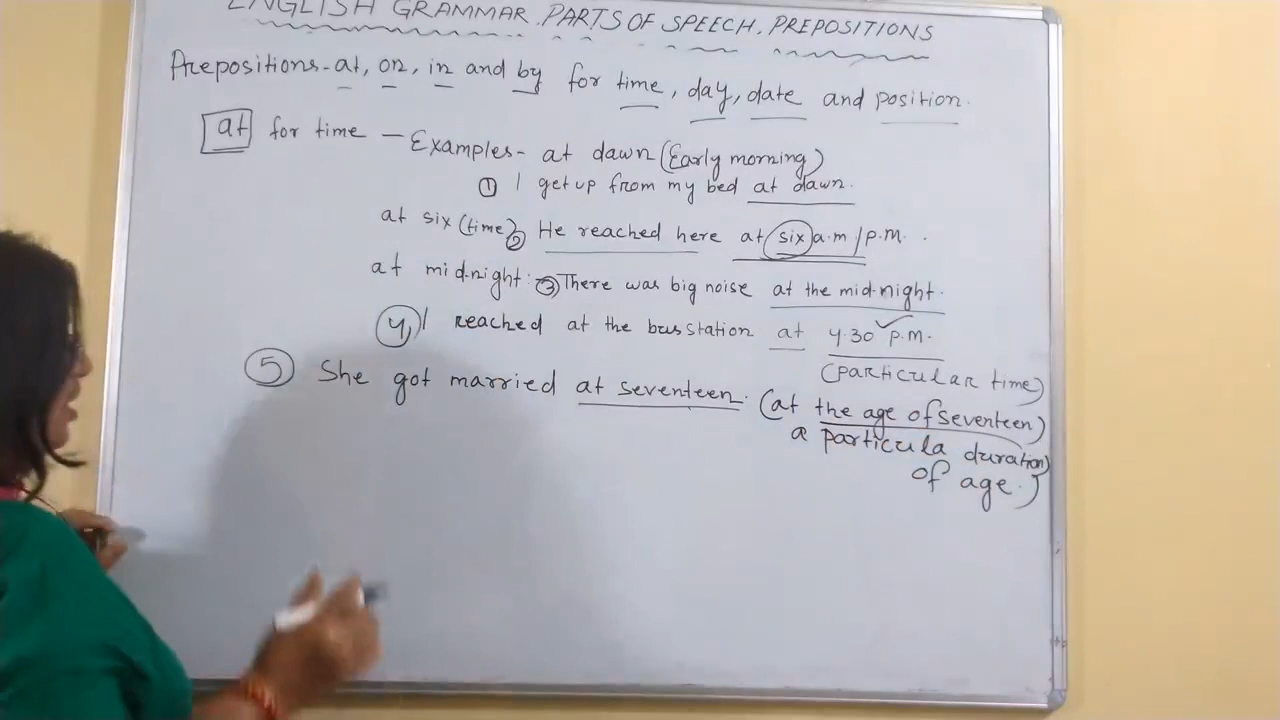 ENGLISH GRAMMAR. PARTS OF SPEECH. PREPOSITIONS
Prepositions - at, on, in and by for time, day, date and position.
at for time - Examples - at dawn (Early morning)
① I get up from my bed at dawn.
at six (time) ② He reached here at six a.m/p.m.
at midnight: ③ There was big noise at the midnight.
④ I reached at the bus station at 4.30 p.m.
(particular time)
⑤ She got married at seventeen. (at the age of seventeen)
a particula duration
of age.)